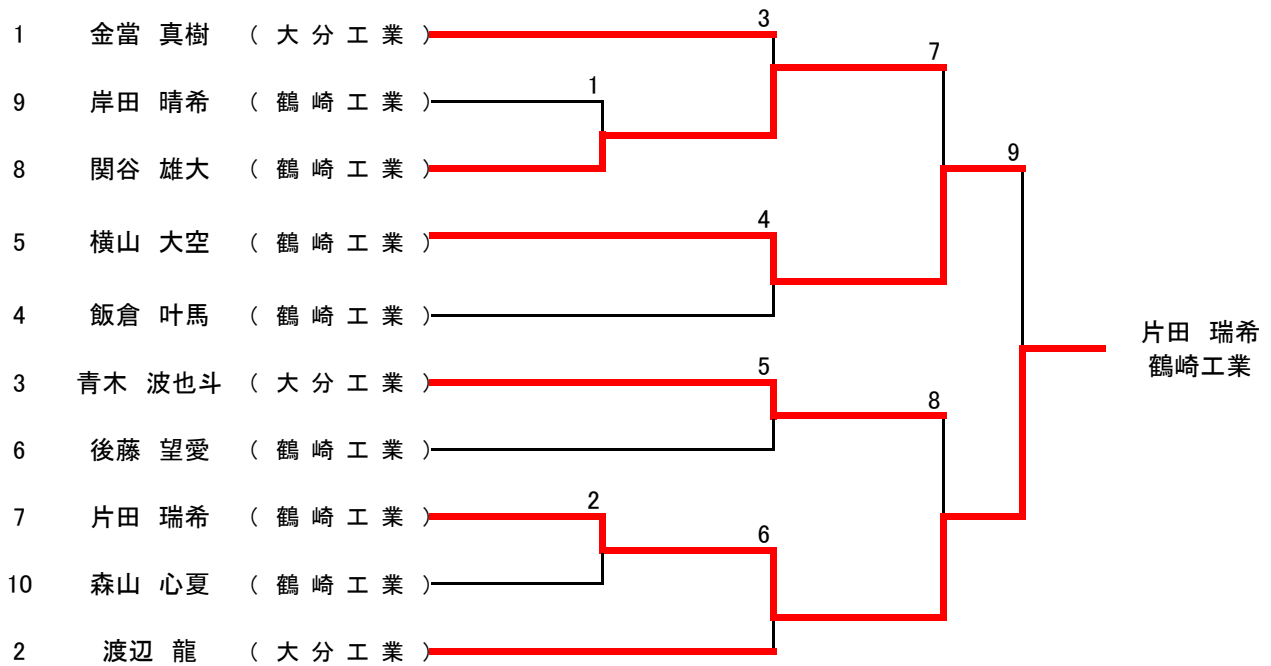 1 金當 真樹 （ 大 分 工 業 ） 3
7
9 岸田 晴希 （ 鶴 崎 工 業 ） 1
9
8 関谷 雄大 （ 鶴 崎 工 業 ）
5 横山 大空 （ 鶴 崎 工 業 ） 4
4 飯倉 叶馬 （ 鶴 崎 工 業 ）
片田 瑞希
鶴崎工業
3 青木 波也斗 （ 大 分 工 業 ） 5
8
6 後藤 望愛 （ 鶴 崎 工 業 ）
7 片田 瑞希 （ 鶴 崎 工 業 ） 2
6
10 森山 心夏 （ 鶴 崎 工 業 ）
2 渡辺 龍 （ 大 分 工 業 ）